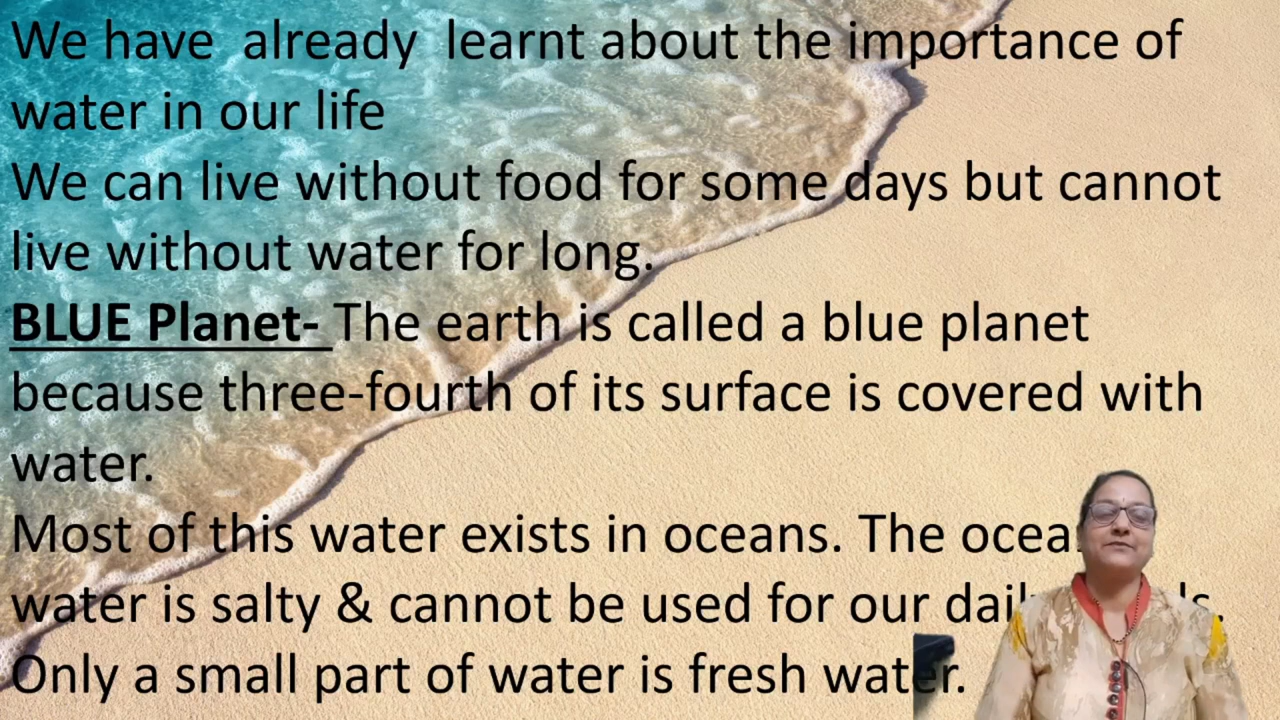 We have already learnt about the importance of
water in our life
We can live without food for some days but cannot
live without water for long.
BLUE Planet- The earth is called a blue planet
because three-fourth of its surface is covered with
water.
Most of this water exists in oceans. The
water is salty & cannot be used for our
Only a small part of water is fresh water.